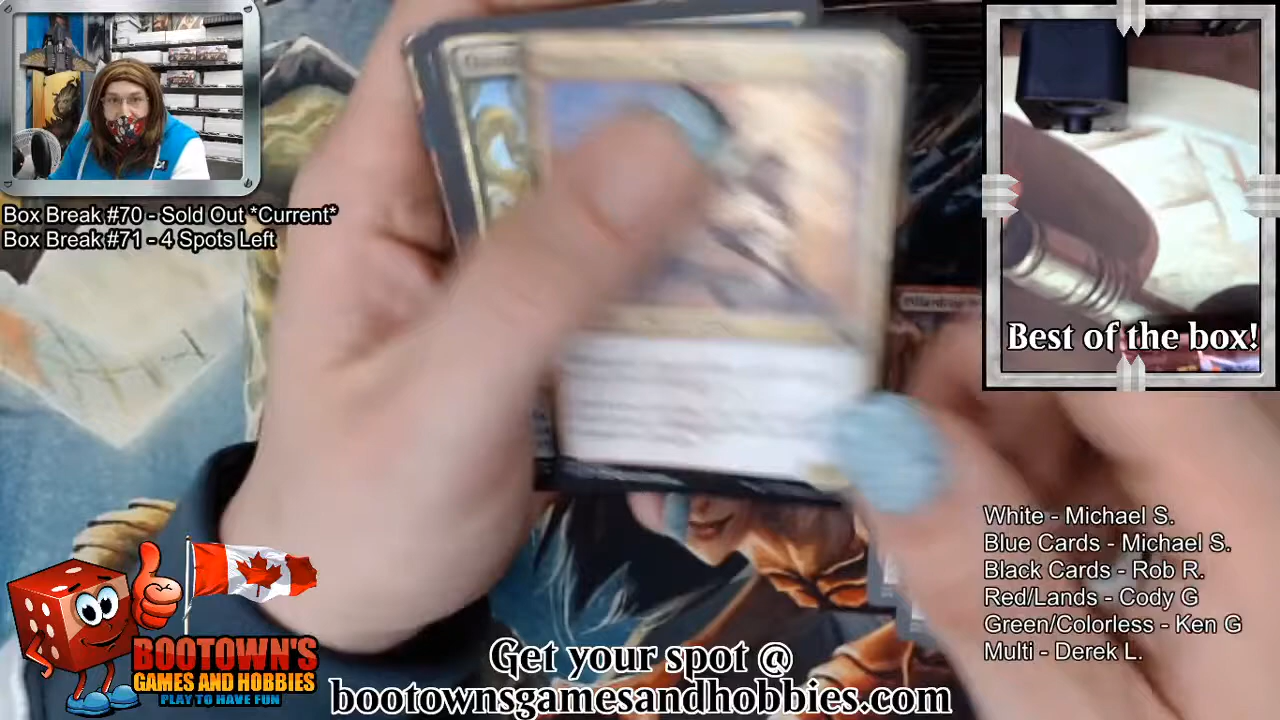 Box Break #70 - Sold Out *Current*
Box Break #71 - 4 Spots Left
Best of the box!
White - Michael S.
Blue Cards - Michael S.
Black Cards - Rob R.
Red/Lands - Cody G
Green/Colorless - Ken G
Multi - Derek L.
BOOTOWN'S
GAMES AND HOBBIES
PLAY TO HAVE FUN
Get your spot @
bootownsgamesandhobbies.com